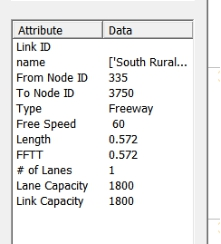 Attribute Data
Link ID
name ['South Rural...
From Node ID 335
To Node ID 3750
Type Freeway
Free Speed 60
Length 0.572
FFTT 0.572
# of Lanes 1
Lane Capacity 1800
Link Capacity 1800